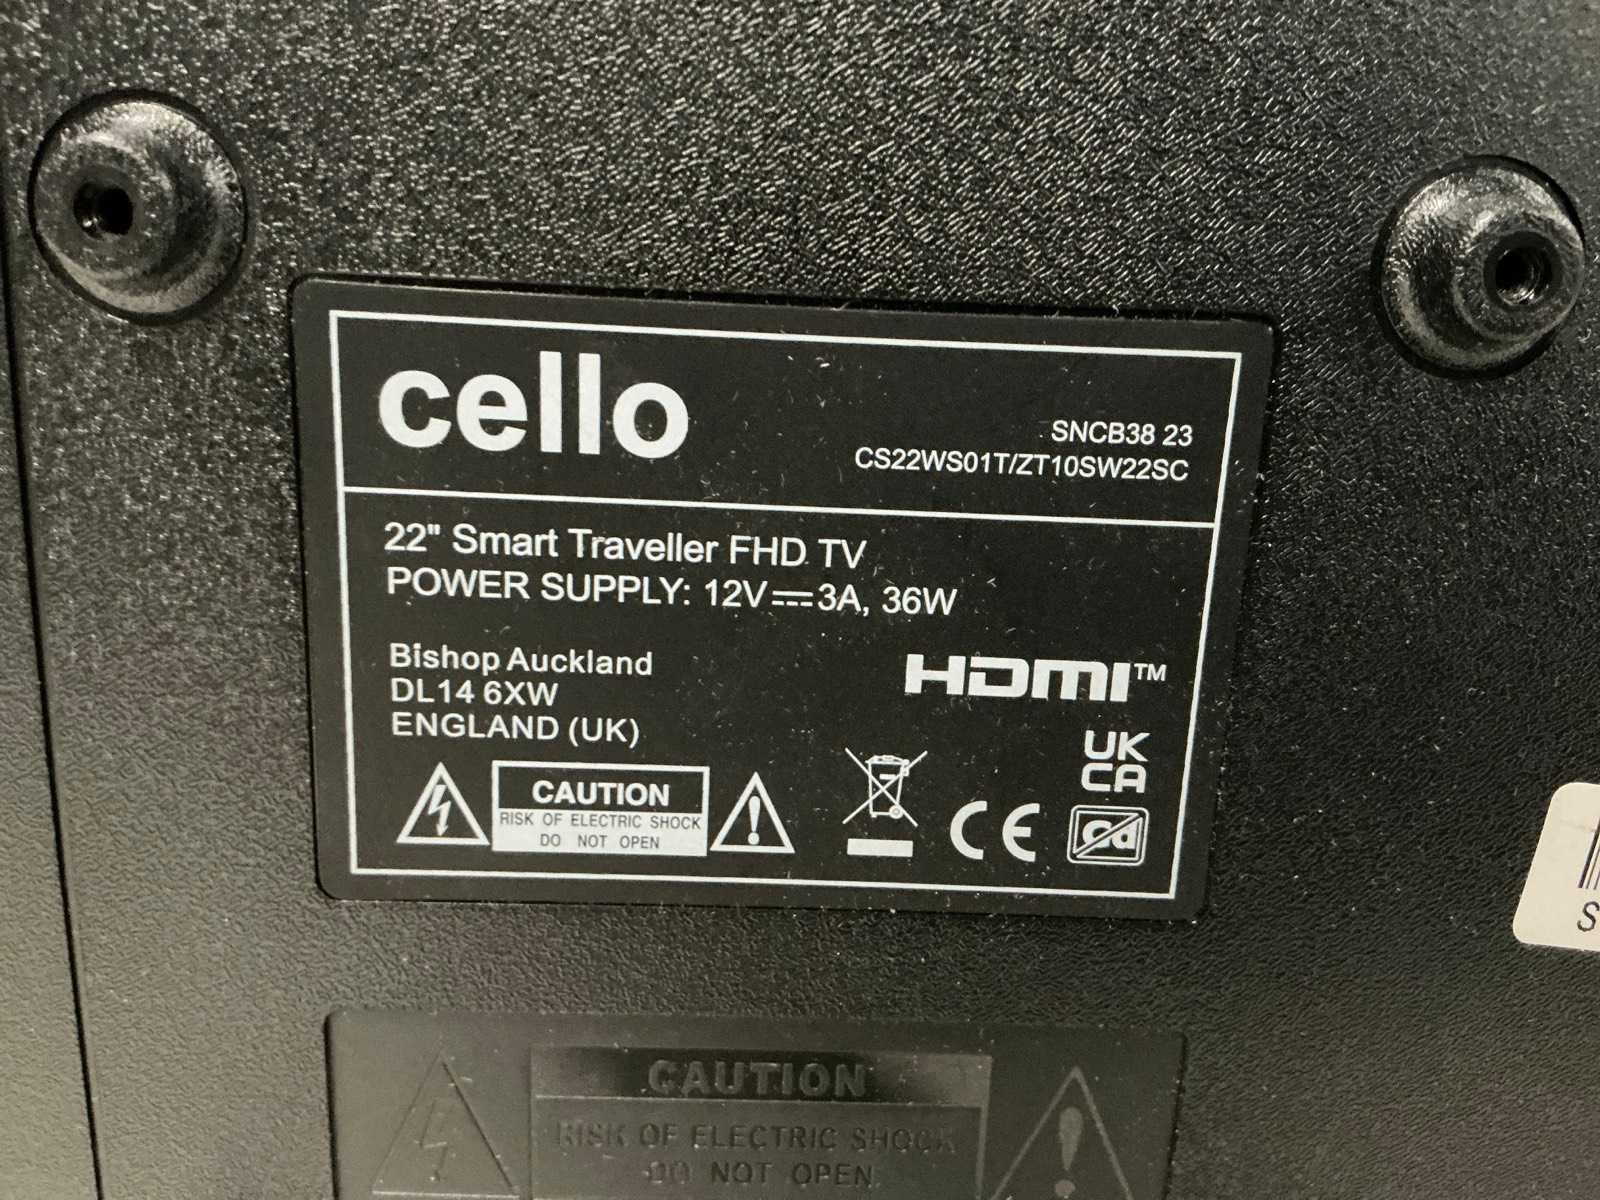 cello
SNCB38 23
CS22WS01T/ZT10SW22SC
22" Smart Traveller FHD TV
POWER SUPPLY: 12V⎓3A, 36W
Bishop Auckland
DL14 6XW
ENGLAND (UK)
HDMI™
UK
CA
CAUTION
RISK OF ELECTRIC SHOCK
DO NOT OPEN
CE
CAUTION
RISK OF ELECTRIC SHOCK
DO NOT OPEN
S